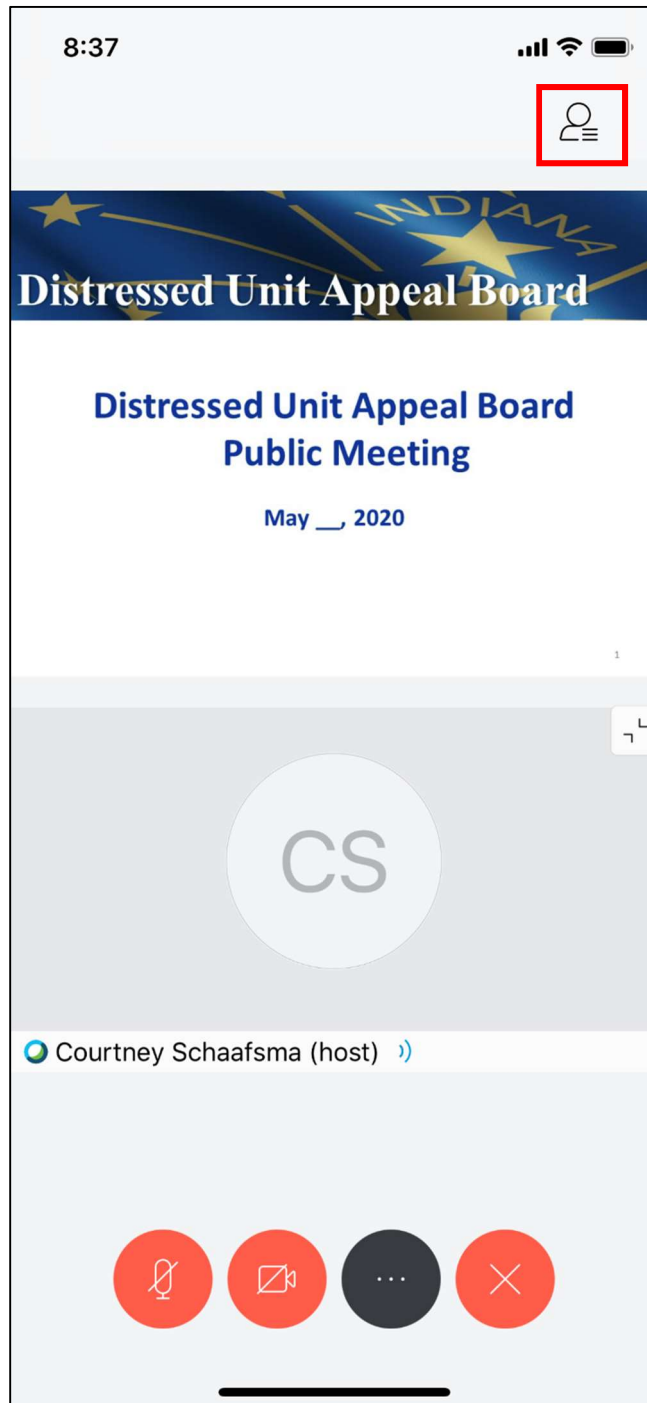 8:37
INDIANA
Distressed Unit Appeal Board
Distressed Unit Appeal Board
Public Meeting
May __, 2020
1
CS
Courtney Schaafsma (host)